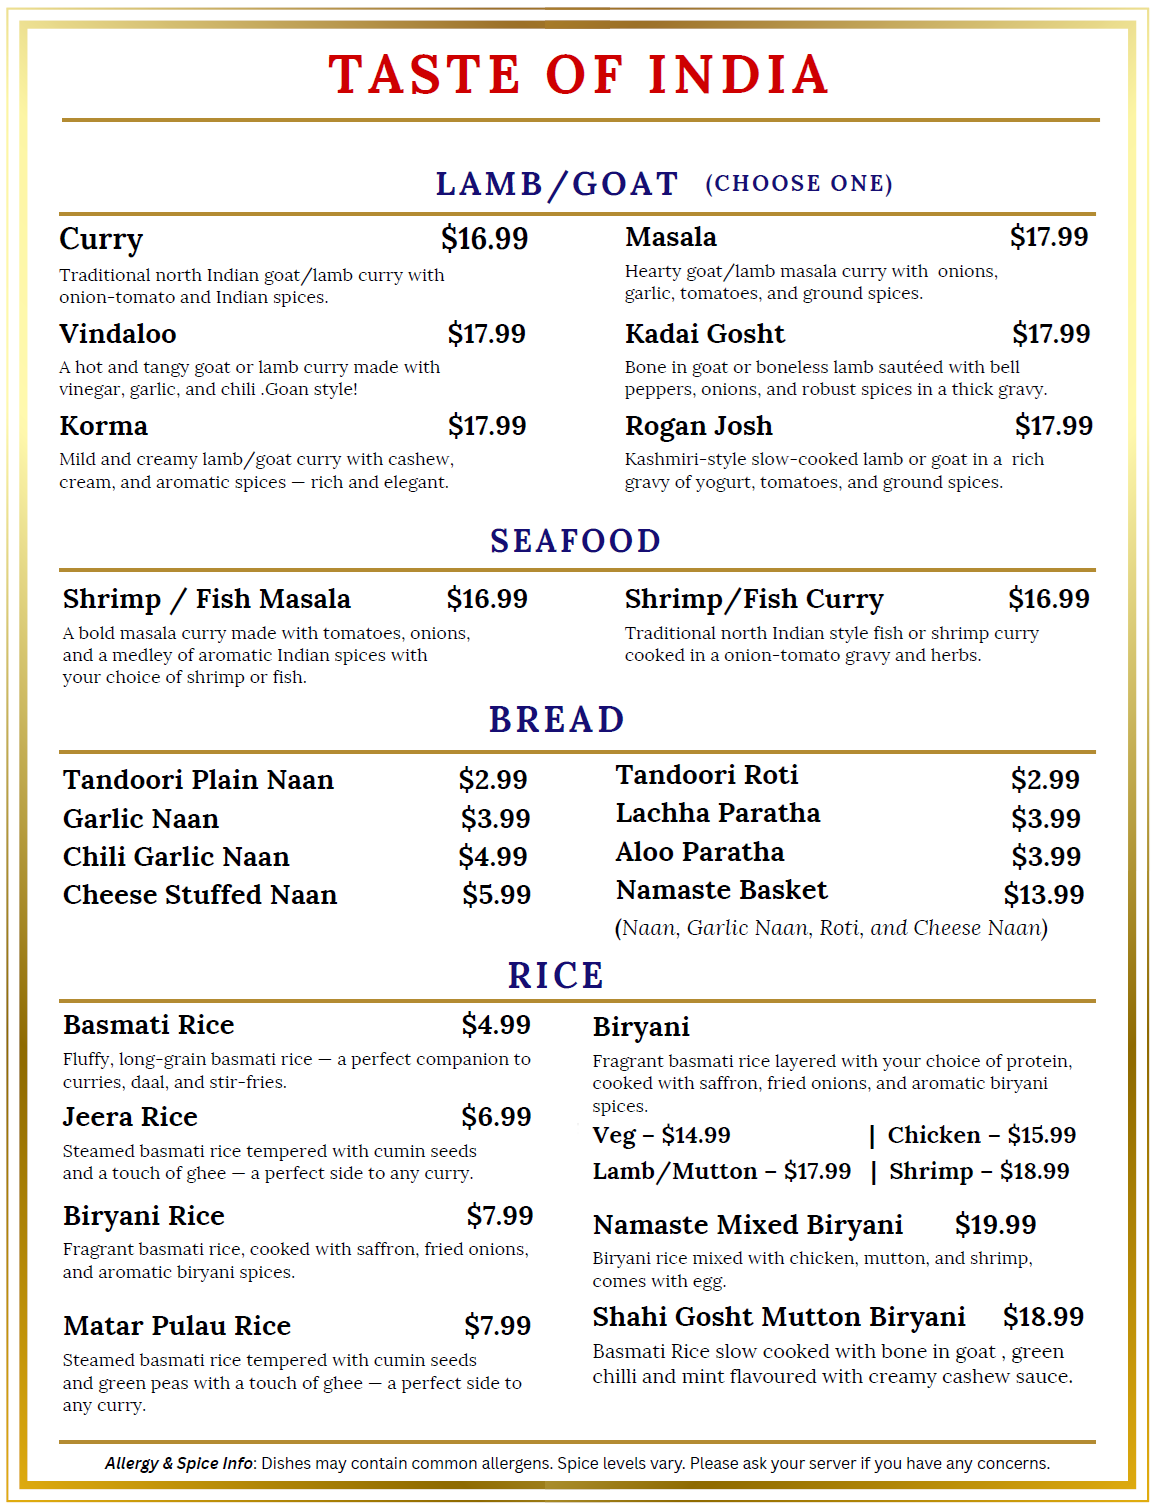 TASTE OF INDIA
LAMB/GOAT (CHOOSE ONE)
Curry $16.99
Traditional north Indian goat/lamb curry with
onion-tomato and Indian spices.
Vindaloo $17.99
A hot and tangy goat or lamb curry made with
vinegar, garlic, and chili .Goan style!
Korma $17.99
Mild and creamy lamb/goat curry with cashew,
cream, and aromatic spices — rich and elegant.
Masala $17.99
Hearty goat/lamb masala curry with onions,
garlic, tomatoes, and ground spices.
Kadai Gosht $17.99
Bone in goat or boneless lamb sautéed with bell
peppers, onions, and robust spices in a thick gravy.
Rogan Josh $17.99
Kashmiri-style slow-cooked lamb or goat in a rich
gravy of yogurt, tomatoes, and ground spices.
SEAFOOD
Shrimp / Fish Masala $16.99
A bold masala curry made with tomatoes, onions,
and a medley of aromatic Indian spices with
your choice of shrimp or fish.
Shrimp/Fish Curry $16.99
Traditional north Indian style fish or shrimp curry
cooked in a onion-tomato gravy and herbs.
BREAD
Tandoori Plain Naan $2.99
Garlic Naan $3.99
Chili Garlic Naan $4.99
Cheese Stuffed Naan $5.99
Tandoori Roti $2.99
Lachha Paratha $3.99
Aloo Paratha $3.99
Namaste Basket $13.99
(Naan, Garlic Naan, Roti, and Cheese Naan)
RICE
Basmati Rice $4.99
Fluffy, long-grain basmati rice — a perfect companion to
curries, daal, and stir-fries.
Jeera Rice $6.99
Steamed basmati rice tempered with cumin seeds
and a touch of ghee — a perfect side to any curry.
Biryani Rice $7.99
Fragrant basmati rice, cooked with saffron, fried onions,
and aromatic biryani spices.
Matar Pulau Rice $7.99
Steamed basmati rice tempered with cumin seeds
and green peas with a touch of ghee — a perfect side to
any curry.
Biryani
Fragrant basmati rice layered with your choice of protein,
cooked with saffron, fried onions, and aromatic biryani
spices.
Veg – $14.99 | Chicken – $15.99
Lamb/Mutton – $17.99 | Shrimp – $18.99
Namaste Mixed Biryani $19.99
Biryani rice mixed with chicken, mutton, and shrimp,
comes with egg.
Shahi Gosht Mutton Biryani $18.99
Basmati Rice slow cooked with bone in goat , green
chilli and mint flavoured with creamy cashew sauce.
Allergy & Spice Info: Dishes may contain common allergens. Spice levels vary. Please ask your server if you have any concerns.